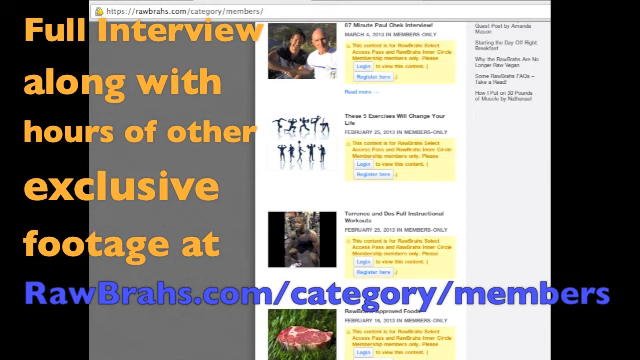 https://rawbrahs.com/category/members/
Full Interview
along with
hours of other
exclusive
footage at
RawBrahs.com/category/members
67 Minute Paul Chek Interview!
MARCH 4, 2013 IN MEMBERS-ONLY
This content is for RawBrahs Select
Access Pass and RawBrahs Inner Circle
Membership members only. Please
Login to view this content. (
Register here )
Read more →
These 5 Exercises Will Change Your
Life
FEBRUARY 25, 2013 IN MEMBERS-ONLY
This content is for RawBrahs Select
Access Pass and RawBrahs Inner Circle
Membership members only. Please
Login to view this content. (
Register here )
Terrence and Dos Full Instructional
Workouts
FEBRUARY 25, 2013 IN MEMBERS-ONLY
This content is for RawBrahs Select
Access Pass and RawBrahs Inner Circle
Membership members only. Please
Login to view this content. (
Register here )
RawBrahs Approved Foods
FEBRUARY 16, 2013 IN MEMBERS-ONLY
This content is for RawBrahs Select
Access Pass and RawBrahs Inner Circle
Membership members only. Please
Login to view this content. (
Guest Post by Amanda
Mason
Starting the Day Off Right:
Breakfast
Why the RawBrahs Are No
Longer Raw Vegan
Some RawBrahs FAQs –
Take a Read!
How I Put on 30 Pounds
of Muscle by Nathanael